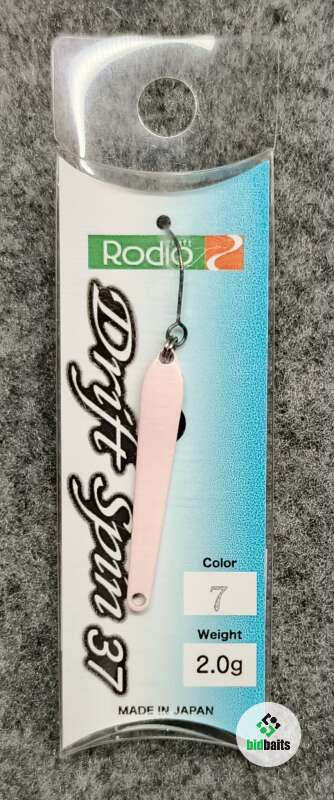 Rodio
Drift Spin 37
Color
7
Weight
2.0g
MADE IN JAPAN
bidbaits